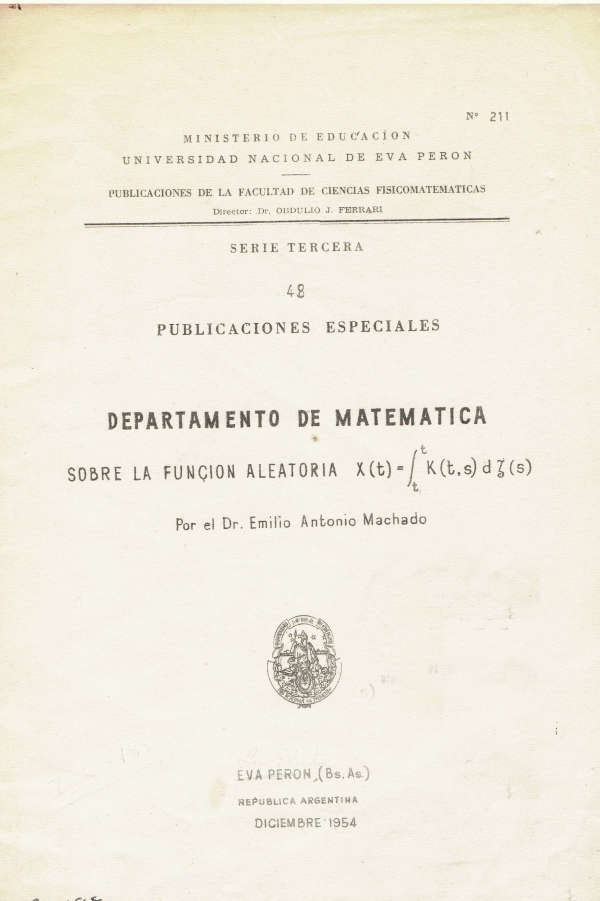 Nº 211
MINISTERIO DE EDUCACION
UNIVERSIDAD NACIONAL DE EVA PERON
PUBLICACIONES DE LA FACULTAD DE CIENCIAS FISICOMATEMATICAS
Director: Dr. OBDULIO J. FERRARI
SERIE TERCERA
48
PUBLICACIONES ESPECIALES
DEPARTAMENTO DE MATEMATICA
SOBRE LA FUNCION ALEATORIA X(t)=∫ₜᵗ K(t,s) d ζ(s)
Por el Dr. Emilio Antonio Machado
EVA PERON,(Bs.As.)
REPUBLICA ARGENTINA
DICIEMBRE 1954